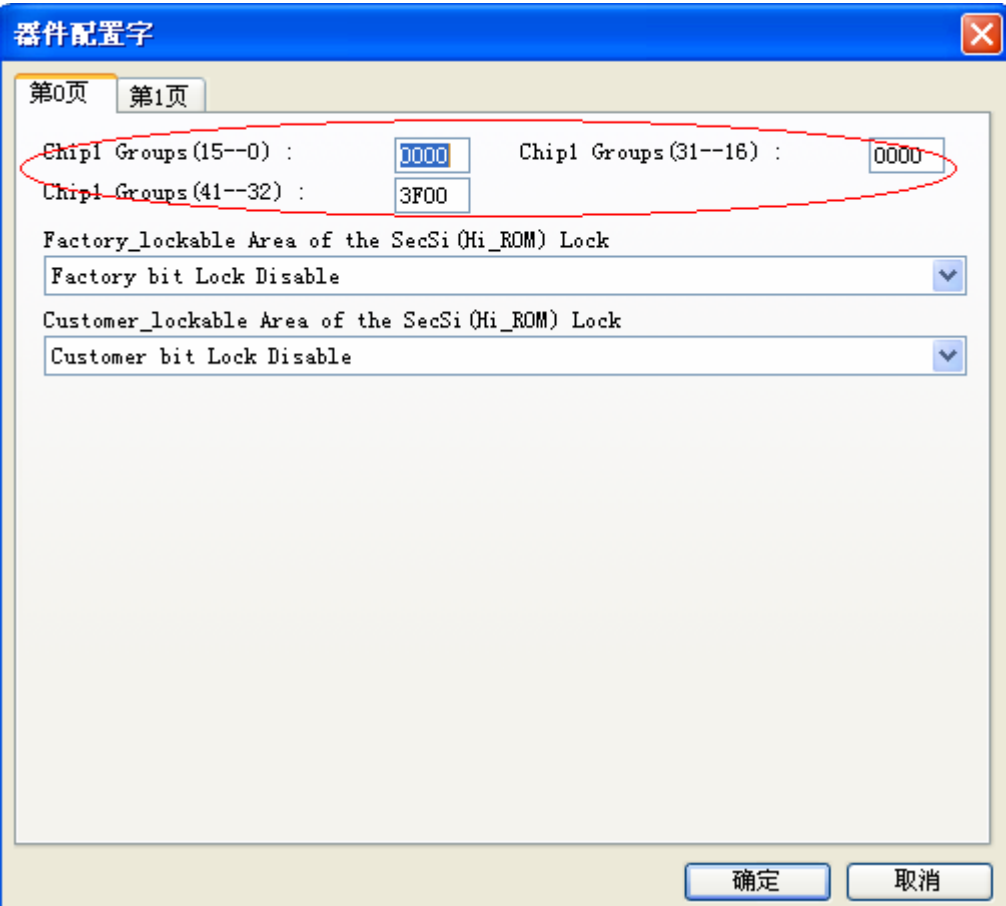 器件配置字
第0页 第1页
Chip1 Groups(15--0) : 0000 Chip1 Groups(31--16) : 0000
Chip1 Groups(41--32) : 3F00
Factory_lockable Area of the SecSi(Hi_ROM) Lock
Factory bit Lock Disable
Customer_lockable Area of the SecSi(Hi_ROM) Lock
Customer bit Lock Disable
确定 取消